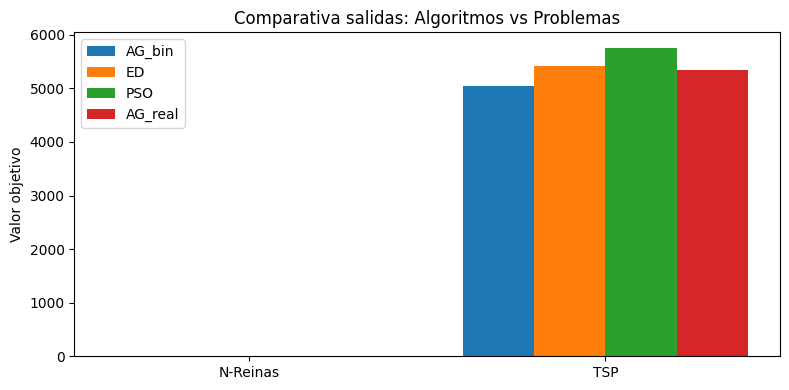 Comparativa salidas: Algoritmos vs Problemas
AG_bin
ED
PSO
AG_real
Valor objetivo
6000
5000
4000
3000
2000
1000
0
N-Reinas
TSP